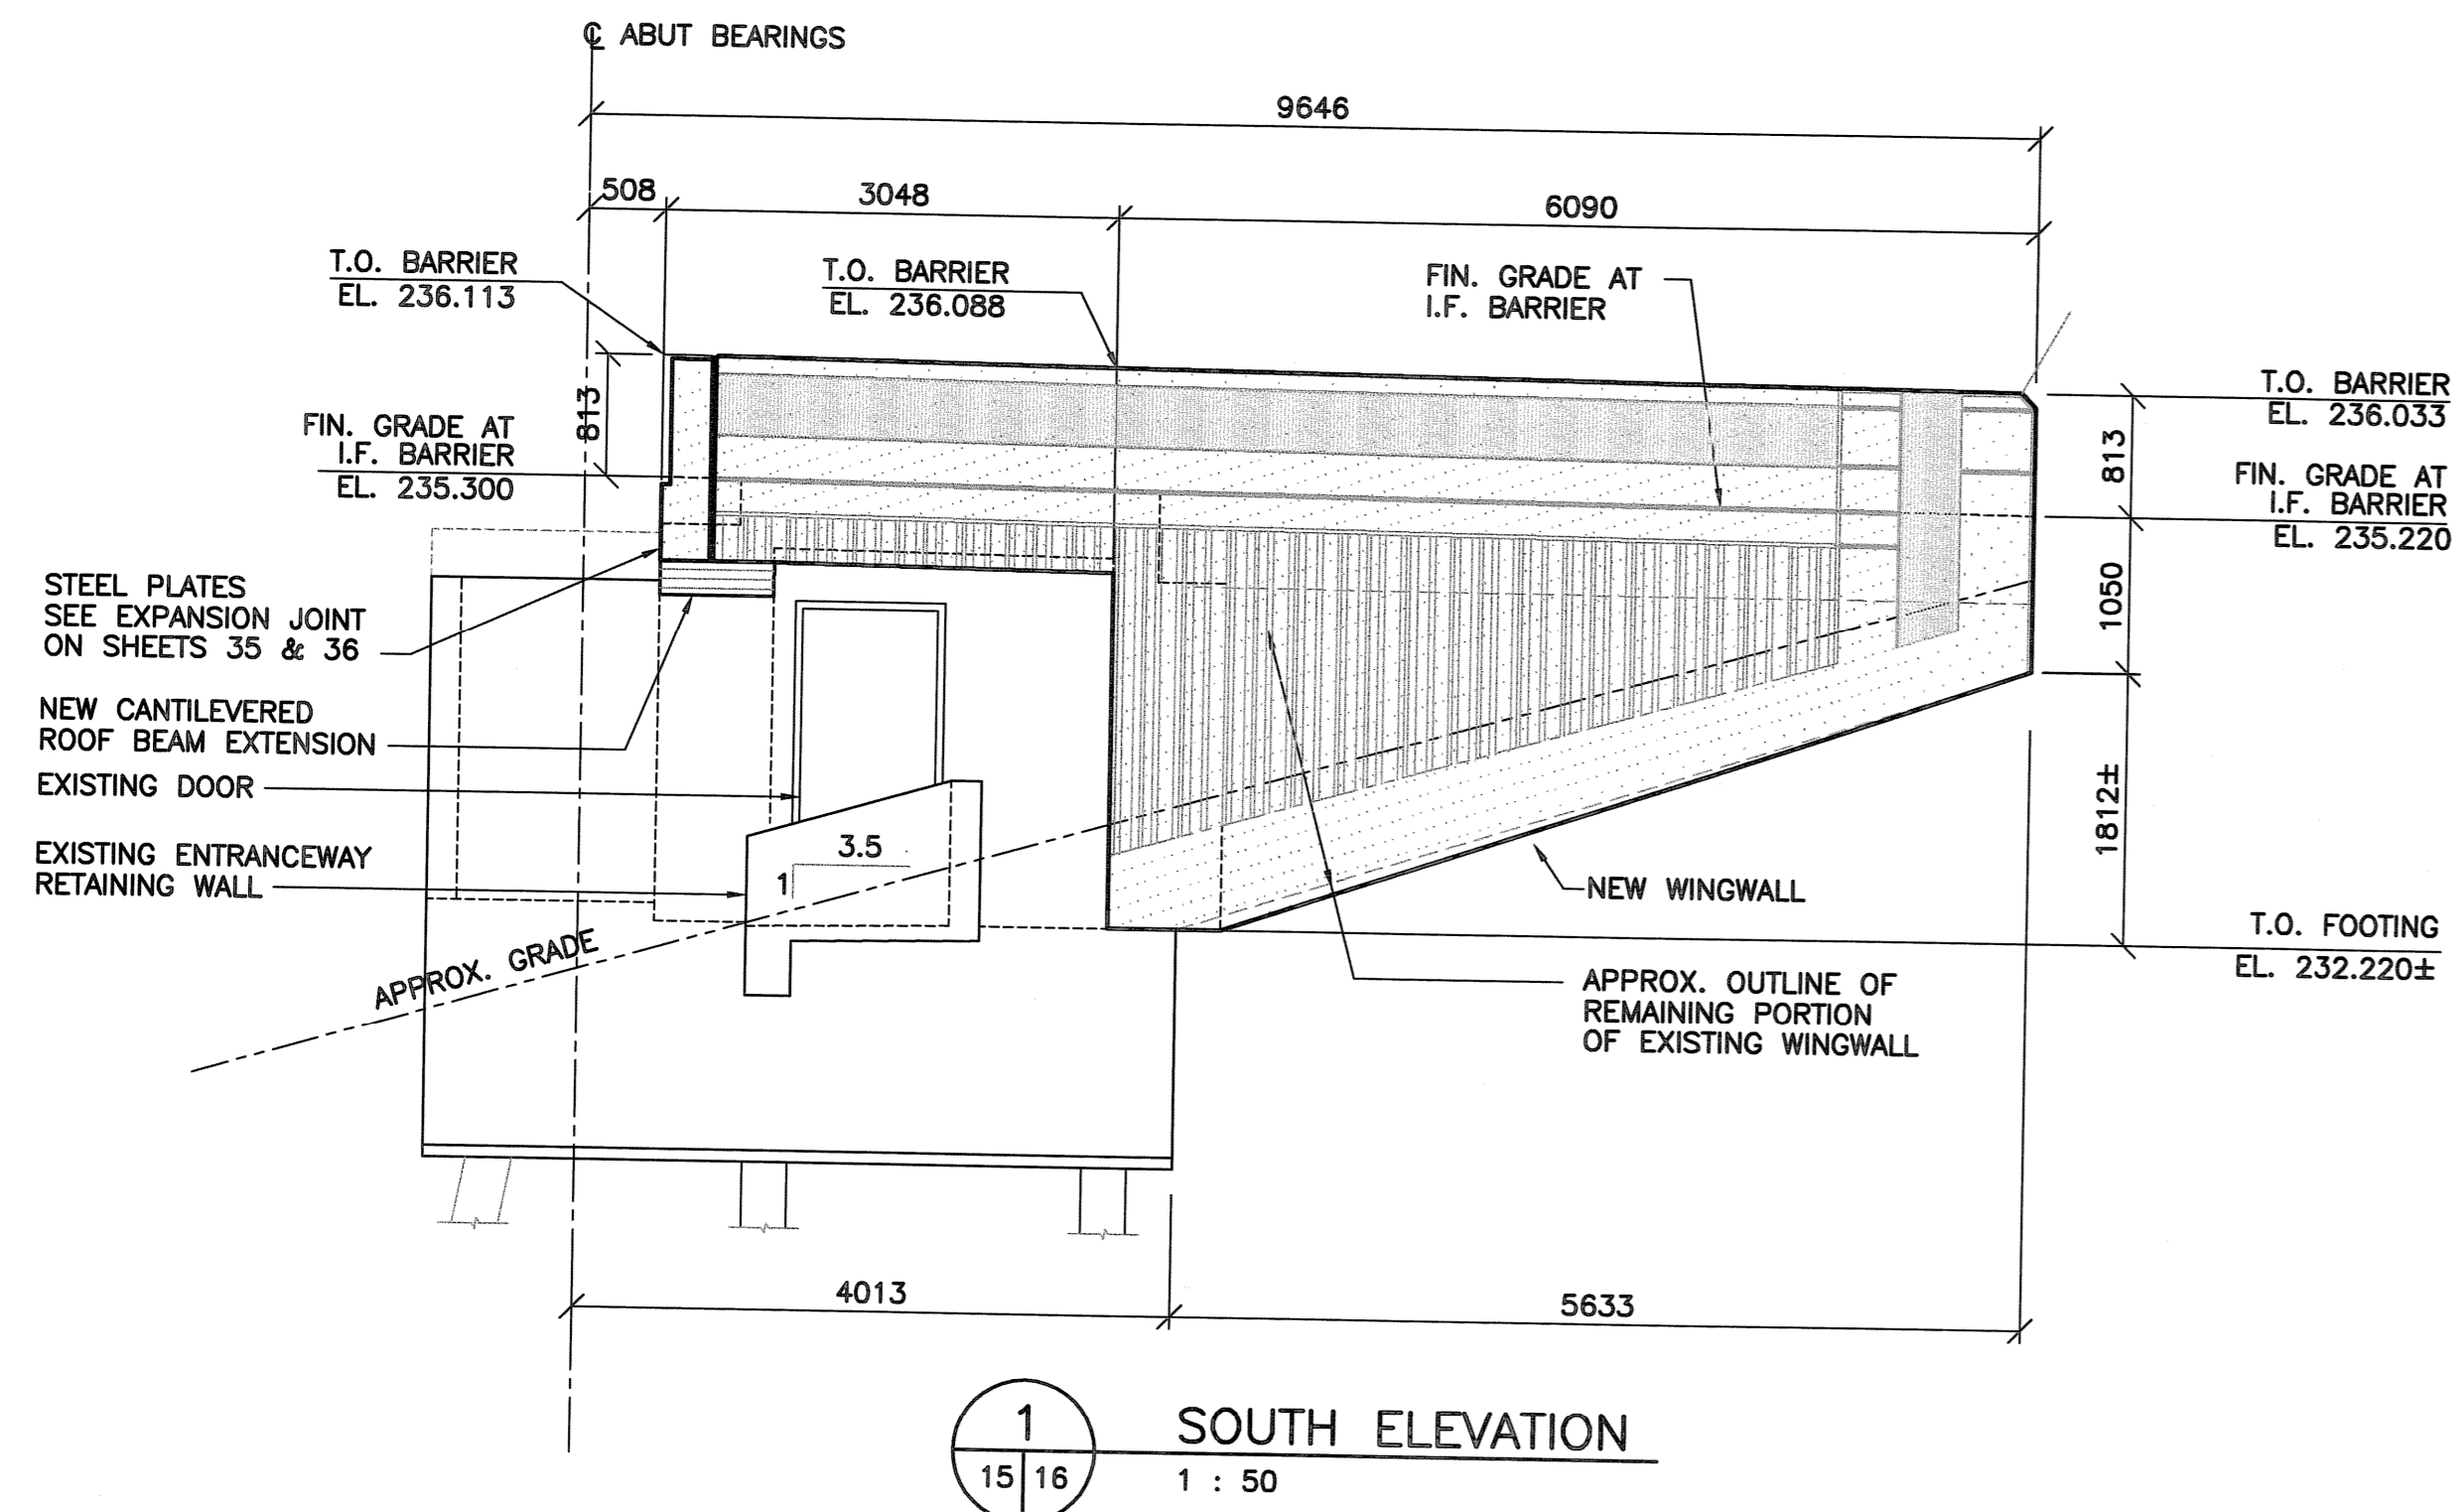 ℄ ABUT BEARINGS
9646
508
3048
6090
T.O. BARRIER
EL. 236.113
T.O. BARRIER
EL. 236.088
FIN. GRADE AT
I.F. BARRIER
813
FIN. GRADE AT
I.F. BARRIER
EL. 235.300
T.O. BARRIER
EL. 236.033
813
FIN. GRADE AT
I.F. BARRIER
EL. 235.220
1050
STEEL PLATES
SEE EXPANSION JOINT
ON SHEETS 35 & 36
NEW CANTILEVERED
ROOF BEAM EXTENSION
EXISTING DOOR
EXISTING ENTRANCEWAY
RETAINING WALL
3.5
1
1812±
NEW WINGWALL
T.O. FOOTING
EL. 232.220±
APPROX. GRADE
APPROX. OUTLINE OF
REMAINING PORTION
OF EXISTING WINGWALL
4013
5633
1
15 16
SOUTH ELEVATION
1 : 50